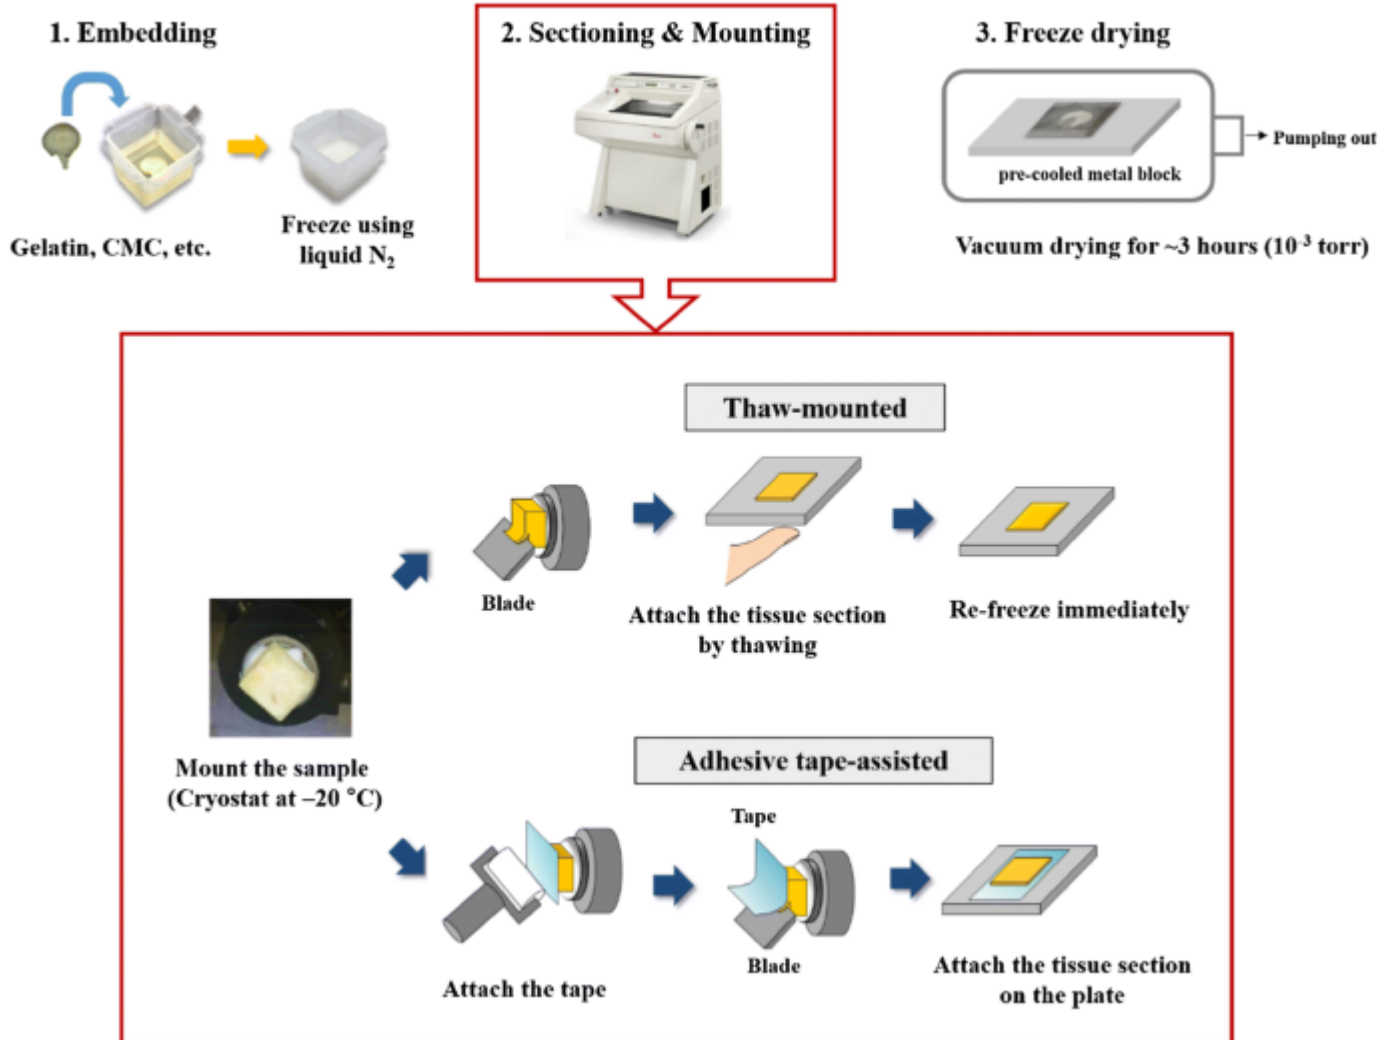 1. Embedding
Gelatin, CMC, etc.
Freeze using
liquid N₂
2. Sectioning & Mounting
3. Freeze drying
Pumping out
pre-cooled metal block
Vacuum drying for ~3 hours (10⁻³ torr)
Thaw-mounted
Blade
Attach the tissue section
by thawing
Re-freeze immediately
Mount the sample
(Cryostat at –20 °C)
Adhesive tape-assisted
Attach the tape
Tape
Blade
Attach the tissue section
on the plate